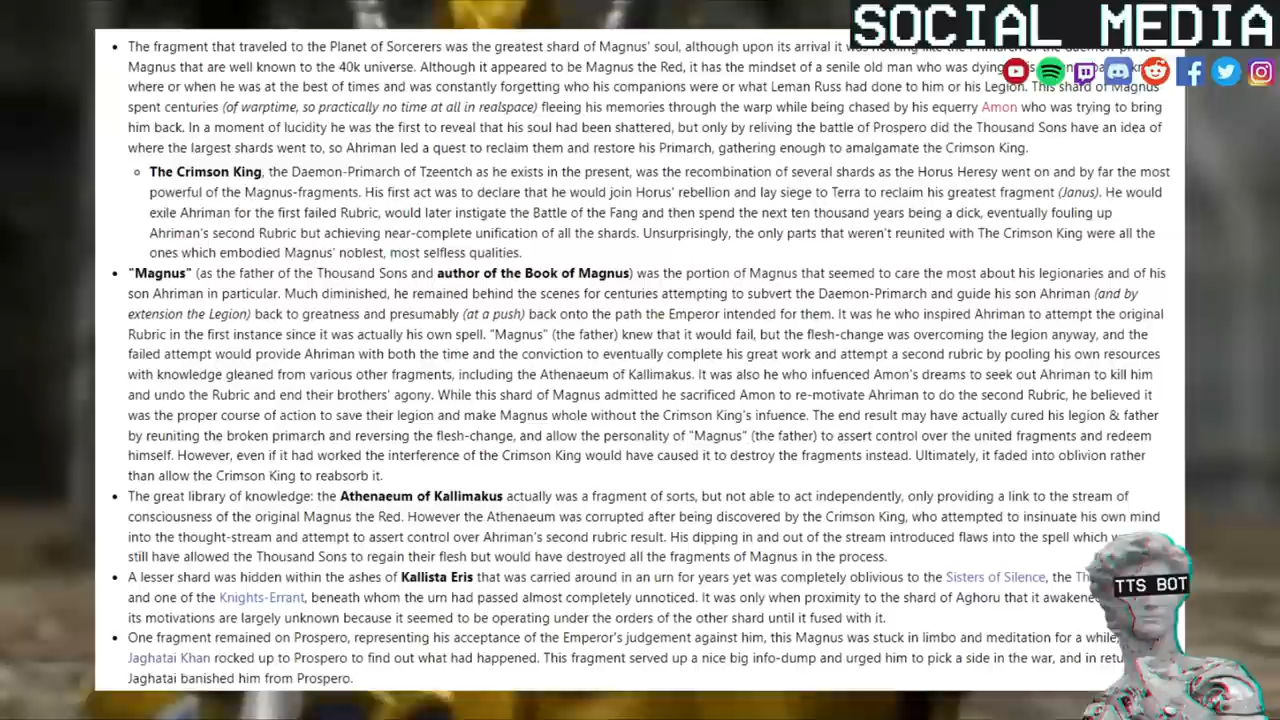 SOCIAL MEDIA
The fragment that traveled to the Planet of Sorcerers was the greatest shard of Magnus' soul, although upon its arrival it was nothing like the Primarch or the daemon-prince
Magnus that are well known to the 40k universe. Although it appeared to be Magnus the Red, it has the mindset of a senile old man who was dying
where or when he was at the best of times and was constantly forgetting who his companions were or what Leman Russ had done to him or his Legion. This shard of Magnus
spent centuries (of warptime, so practically no time at all in realspace) fleeing his memories through the warp while being chased by his equerry Amon who was trying to bring
him back. In a moment of lucidity he was the first to reveal that his soul had been shattered, but only by reliving the battle of Prospero did the Thousand Sons have an idea of
where the largest shards went to, so Ahriman led a quest to reclaim them and restore his Primarch, gathering enough to amalgamate the Crimson King.
The Crimson King, the Daemon-Primarch of Tzeentch as he exists in the present, was the recombination of several shards as the Horus Heresy went on and by far the most
powerful of the Magnus-fragments. His first act was to declare that he would join Horus' rebellion and lay siege to Terra to reclaim his greatest fragment (Janus). He would
exile Ahriman for the first failed Rubric, would later instigate the Battle of the Fang and then spend the next ten thousand years being a dick, eventually fouling up
Ahriman's second Rubric but achieving near-complete unification of all the shards. Unsurprisingly, the only parts that weren't reunited with The Crimson King were all the
ones which embodied Magnus' noblest, most selfless qualities.
"Magnus" (as the father of the Thousand Sons and author of the Book of Magnus) was the portion of Magnus that seemed to care the most about his legionaries and of his
son Ahriman in particular. Much diminished, he remained behind the scenes for centuries attempting to subvert the Daemon-Primarch and guide his son Ahriman (and by
extension the Legion) back to greatness and presumably (at a push) back onto the path the Emperor intended for them. It was he who inspired Ahriman to attempt the original
Rubric in the first instance since it was actually his own spell. "Magnus" (the father) knew that it would fail, but the flesh-change was overcoming the legion anyway, and the
failed attempt would provide Ahriman with both the time and the conviction to eventually complete his great work and attempt a second rubric by pooling his own resources
with knowledge gleaned from various other fragments, including the Athenaeum of Kallimakus. It was also he who infuenced Amon's dreams to seek out Ahriman to kill him
and undo the Rubric and end their brothers' agony. While this shard of Magnus admitted he sacrificed Amon to re-motivate Ahriman to do the second Rubric, he believed it
was the proper course of action to save their legion and make Magnus whole without the Crimson King's infuence. The end result may have actually cured his legion & father
by reuniting the broken primarch and reversing the flesh-change, and allow the personality of "Magnus" (the father) to assert control over the united fragments and redeem
himself. However, even if it had worked the interference of the Crimson King would have caused it to destroy the fragments instead. Ultimately, it faded into oblivion rather
than allow the Crimson King to reabsorb it.
The great library of knowledge: the Athenaeum of Kallimakus actually was a fragment of sorts, but not able to act independently, only providing a link to the stream of
consciousness of the original Magnus the Red. However the Athenaeum was corrupted after being discovered by the Crimson King, who attempted to insinuate his own mind
into the thought-stream and attempt to assert control over Ahriman's second rubric result. His dipping in and out of the stream introduced flaws into the spell which
still have allowed the Thousand Sons to regain their flesh but would have destroyed all the fragments of Magnus in the process.
A lesser shard was hidden within the ashes of Kallista Eris that was carried around in an urn for years yet was completely oblivious to the Sisters of Silence, the
and one of the Knights-Errant, beneath whom the urn passed almost completely unnoticed. It was only when proximity to the shard of Aghoru that it awakened
its motivations are largely unknown because it seemed to be operating under the orders of the other shard until it fused with it.
One fragment remained on Prospero, representing his acceptance of the Emperor's judgement against him, this Magnus was stuck in limbo and meditation for a while
Jaghatai Khan rocked up to Prospero to find out what had happened. This fragment served up a nice big info-dump and urged him to pick a side in the war, and in
Jaghatai banished him from Prospero.
TTS BOT